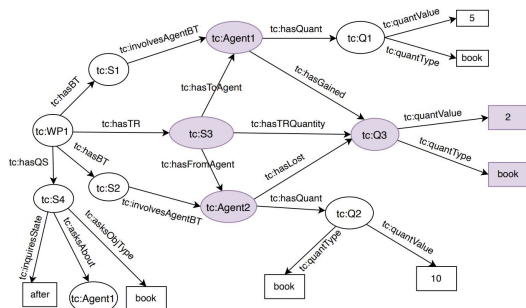 tc:Agent1
tc:hasQuant
tc:Q1
tc:quantValue
5
tc:quantType
book
tc:involvesAgentBT
tc:S1
tc:hasBT
tc:hasToAgent
tc:hasGained
tc:WP1
tc:hasTR
tc:S3
tc:hasTRQuantity
tc:Q3
tc:quantValue
2
tc:quantType
book
tc:hasQS
tc:hasBT
tc:hasFromAgent
tc:hasLost
tc:S2
tc:involvesAgentBT
tc:Agent2
tc:hasQuant
tc:Q2
tc:S4
tc:quantType
tc:quantValue
tc:inquiresState
tc:asksAbout
tc:asksObjType
book
10
after
tc:Agent1
book